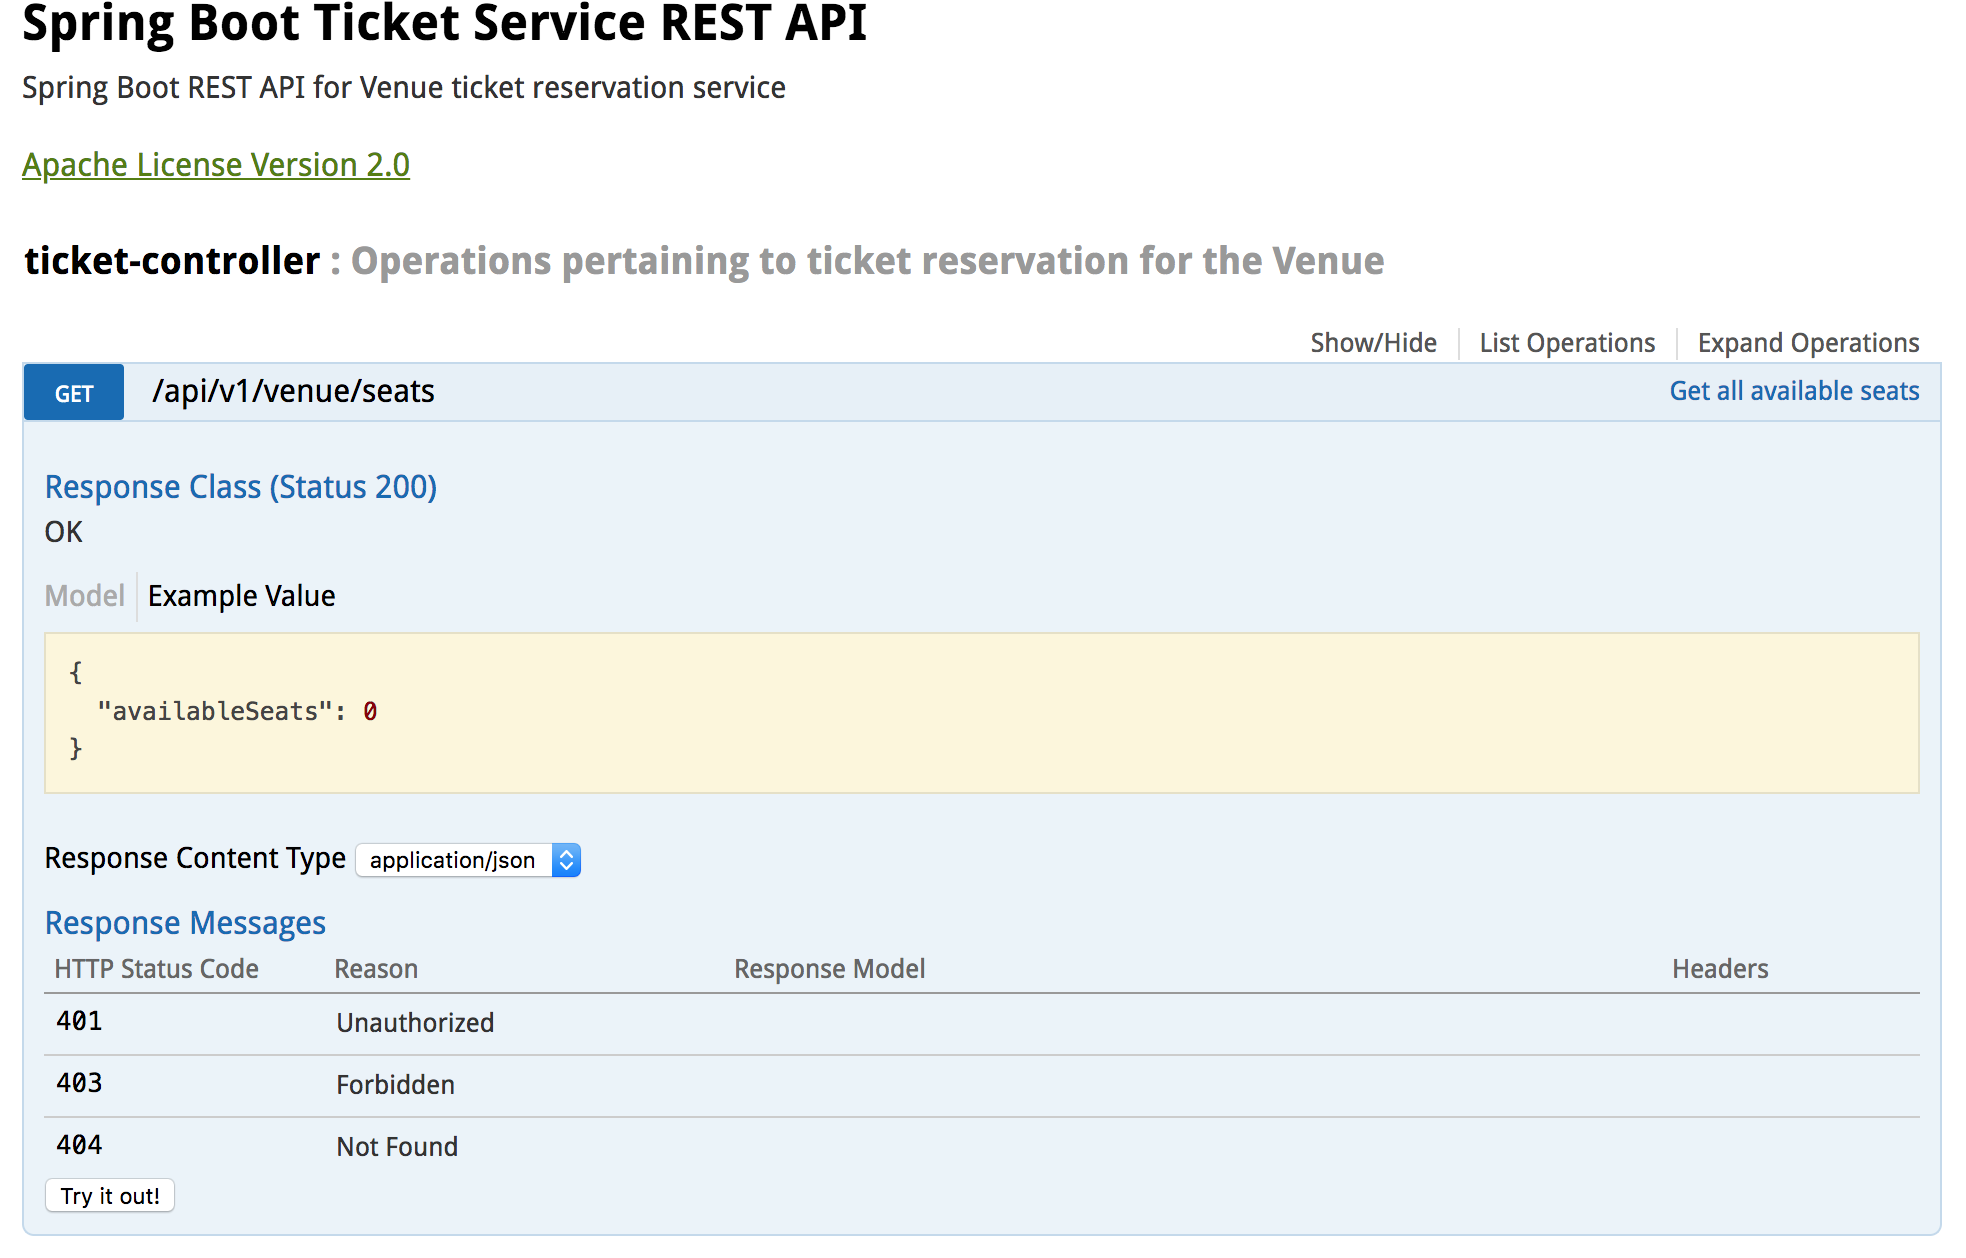 Spring Boot Ticket Service REST API
Spring Boot REST API for Venue ticket reservation service
Apache License Version 2.0
ticket-controller : Operations pertaining to ticket reservation for the Venue
Show/Hide List Operations Expand Operations
GET /api/v1/venue/seats Get all available seats
Response Class (Status 200)
OK
Model Example Value
{
"availableSeats": 0
}
Response Content Type application/json
Response Messages
HTTP Status Code Reason Response Model Headers
401 Unauthorized
403 Forbidden
404 Not Found
Try it out!